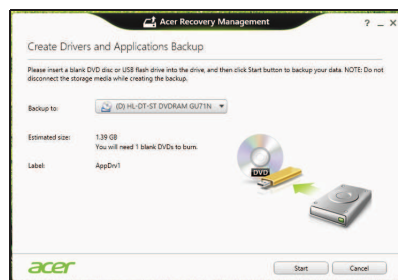 Acer Recovery Management
? _ X
Create Drivers and Applications Backup
Please insert a blank DVD disc or USB flash drive into the drive, and then click Start button to backup your data. NOTE: Do not
disconnect the storage media while creating the backup.
Backup to: (D) HL-DT-ST DVDRAM GU71N
Estimated size: 1.39 GB
You will need 1 blank DVDs to burn.
Label: AppDrv1
DVD
acer
Start Cancel